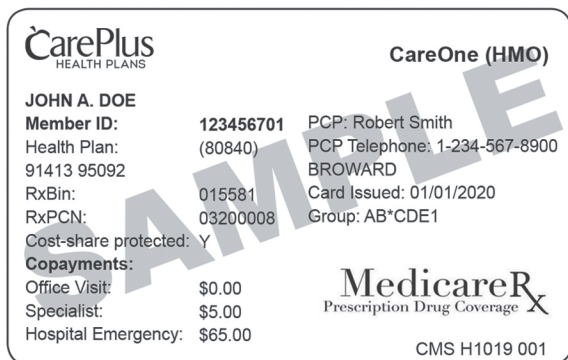 CarePlus
HEALTH PLANS
CareOne (HMO)
SAMPLE
JOHN A. DOE
Member ID: 123456701
Health Plan: (80840)
91413 95092
RxBin: 015581
RxPCN: 03200008
Cost-share protected: Y
Copayments:
Office Visit: $0.00
Specialist: $5.00
Hospital Emergency: $65.00
PCP: Robert Smith
PCP Telephone: 1-234-567-8900
BROWARD
Card Issued: 01/01/2020
Group: AB*CDE1
MedicareRx
Prescription Drug Coverage
CMS H1019 001